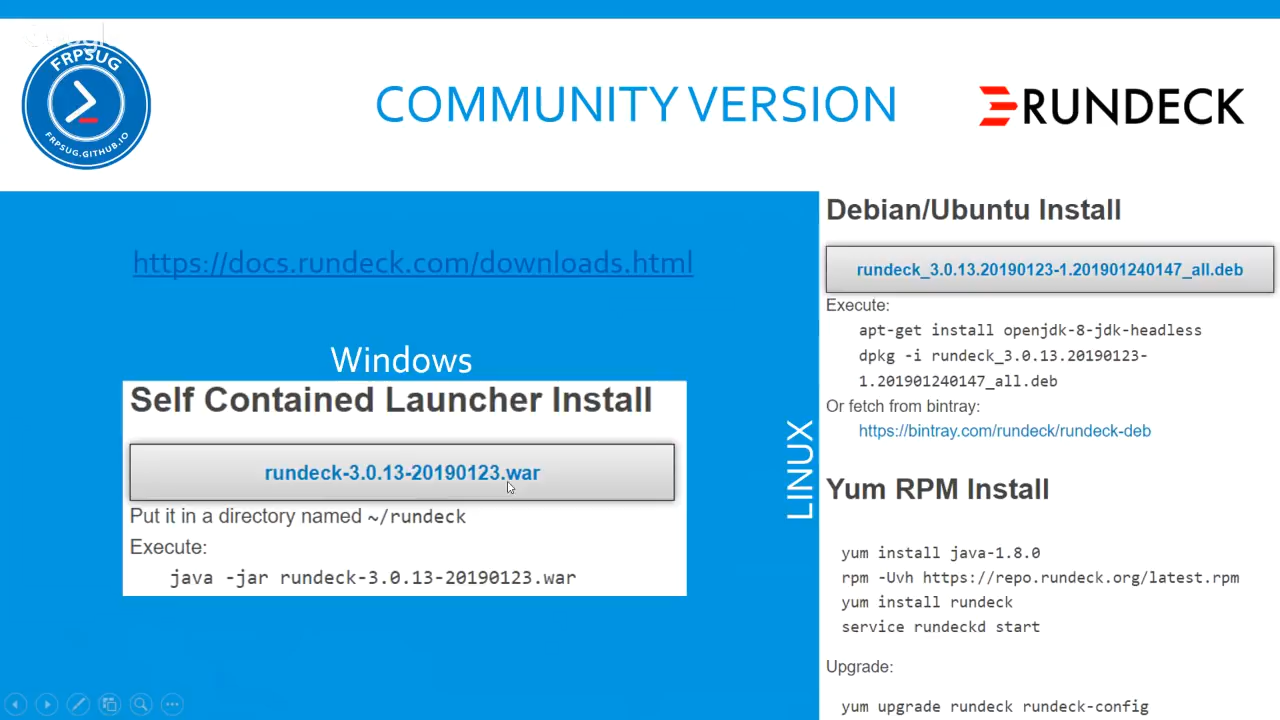 FRPSUG
FRPSUG.GITHUB.IO
COMMUNITY VERSION
RUNDECK
https://docs.rundeck.com/downloads.html
Windows
Self Contained Launcher Install
rundeck-3.0.13-20190123.war
Put it in a directory named ~/rundeck
Execute:
java -jar rundeck-3.0.13-20190123.war
LINUX
Debian/Ubuntu Install
rundeck_3.0.13.20190123-1.201901240147_all.deb
Execute:
apt-get install openjdk-8-jdk-headless
dpkg -i rundeck_3.0.13.20190123-
1.201901240147_all.deb
Or fetch from bintray:
https://bintray.com/rundeck/rundeck-deb
Yum RPM Install
yum install java-1.8.0
rpm -Uvh https://repo.rundeck.org/latest.rpm
yum install rundeck
service rundeckd start
Upgrade:
yum upgrade rundeck rundeck-config